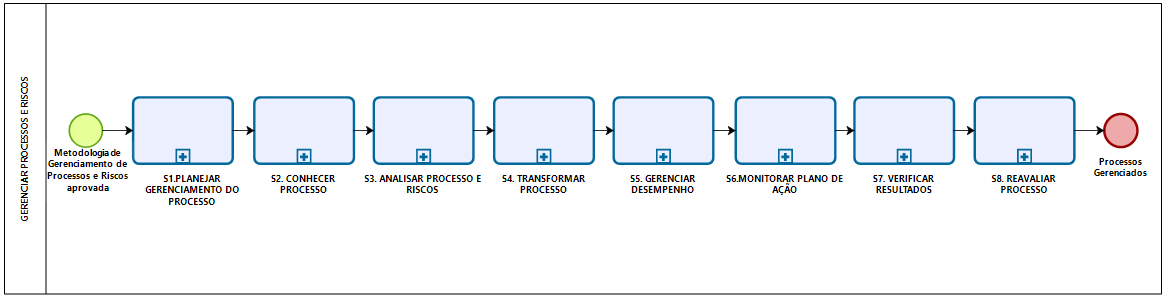 GERENCIAR PROCESSOS E RISCOS
Metodologia de
Gerenciamento de
Processos e Riscos
aprovada
S1.PLANEJAR
GERENCIAMENTO DO
PROCESSO
S2. CONHECER
PROCESSO
S3. ANALISAR PROCESSO E
RISCOS
S4. TRANSFORMAR
PROCESSO
S5. GERENCIAR
DESEMPENHO
S6.MONITORAR PLANO DE
AÇÃO
S7. VERIFICAR
RESULTADOS
S8. REAVALIAR
PROCESSO
Processos
Gerenciados